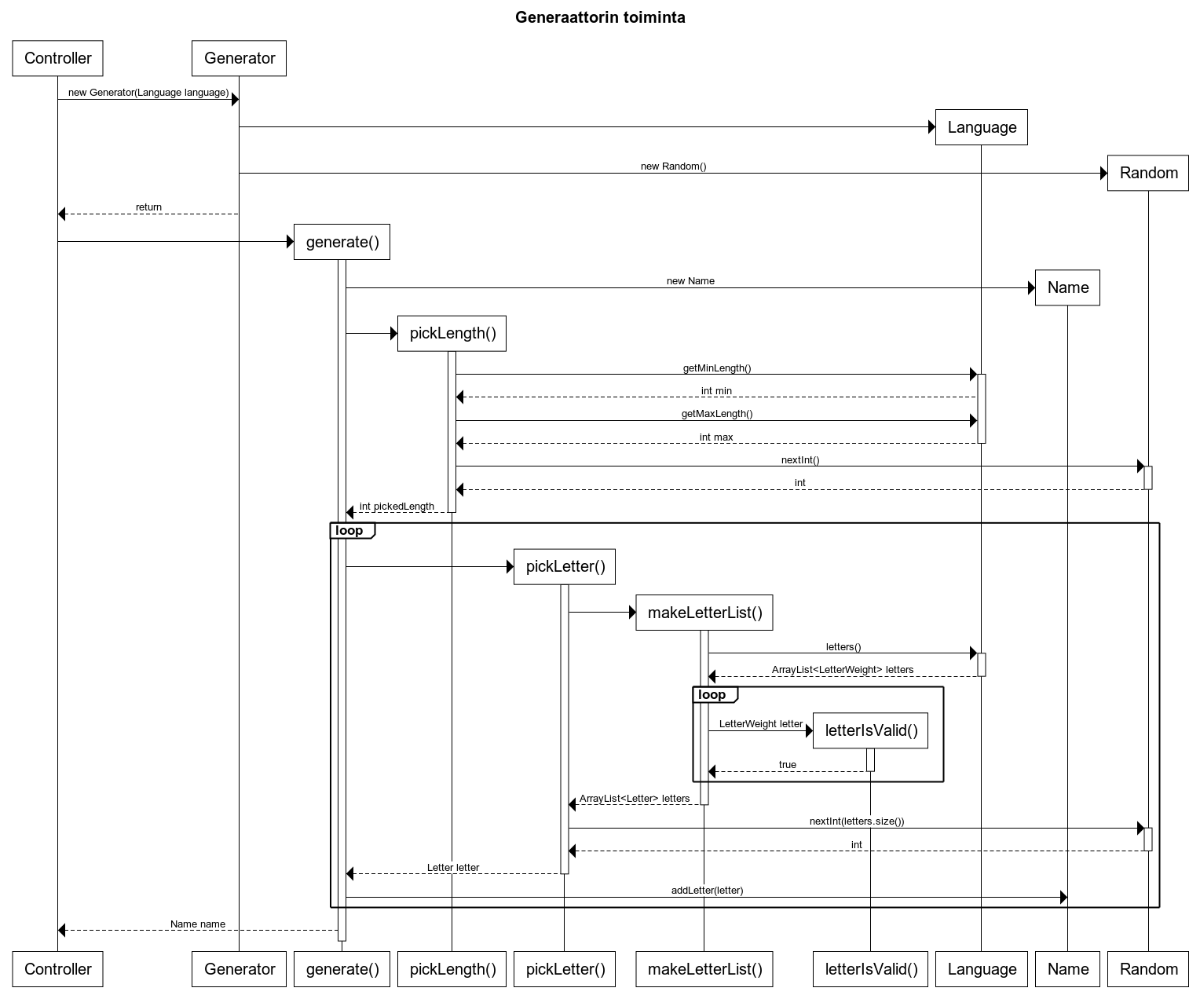 Generaattorin toiminta
Controller
Generator
new Generator(Language language)
Language
new Random()
Random
return
generate()
new Name
Name
pickLength()
getMinLength()
int min
getMaxLength()
int max
nextInt()
int
int pickedLength
loop
pickLetter()
makeLetterList()
letters()
ArrayList<LetterWeight> letters
loop
LetterWeight letter
letterIsValid()
true
ArrayList<Letter> letters
nextInt(letters.size())
int
Letter letter
addLetter(letter)
Name name
Controller
Generator
generate()
pickLength()
pickLetter()
makeLetterList()
letterIsValid()
Language
Name
Random